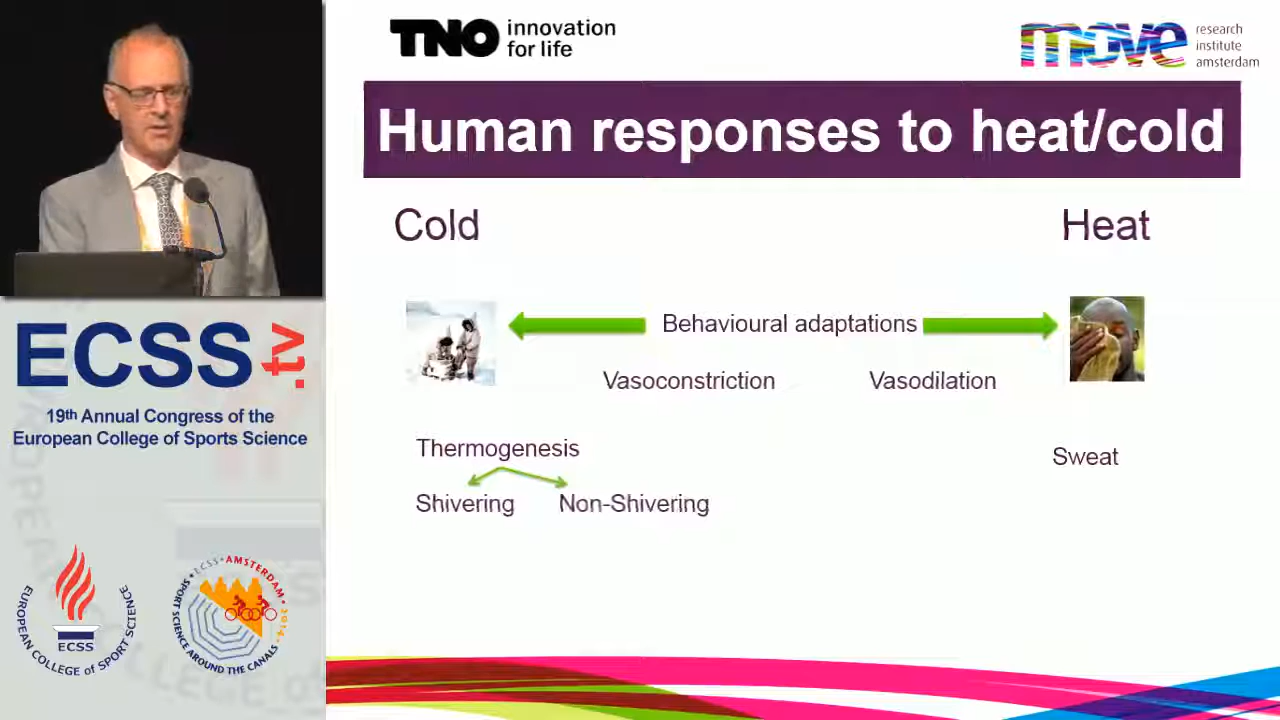 TNO innovation
for life
move research
institute
amsterdam
Human responses to heat/cold
Cold
Heat
Behavioural adaptations
Vasoconstriction
Vasodilation
Thermogenesis
Sweat
Shivering
Non-Shivering
ECSS.tv
19th Annual Congress of the
European College of Sports Science
EUROPEAN COLLEGE of SPORT SCIENCE
ECSS
ECSS • AMSTERDAM • 2014
SPORT SCIENCE AROUND THE CANALS